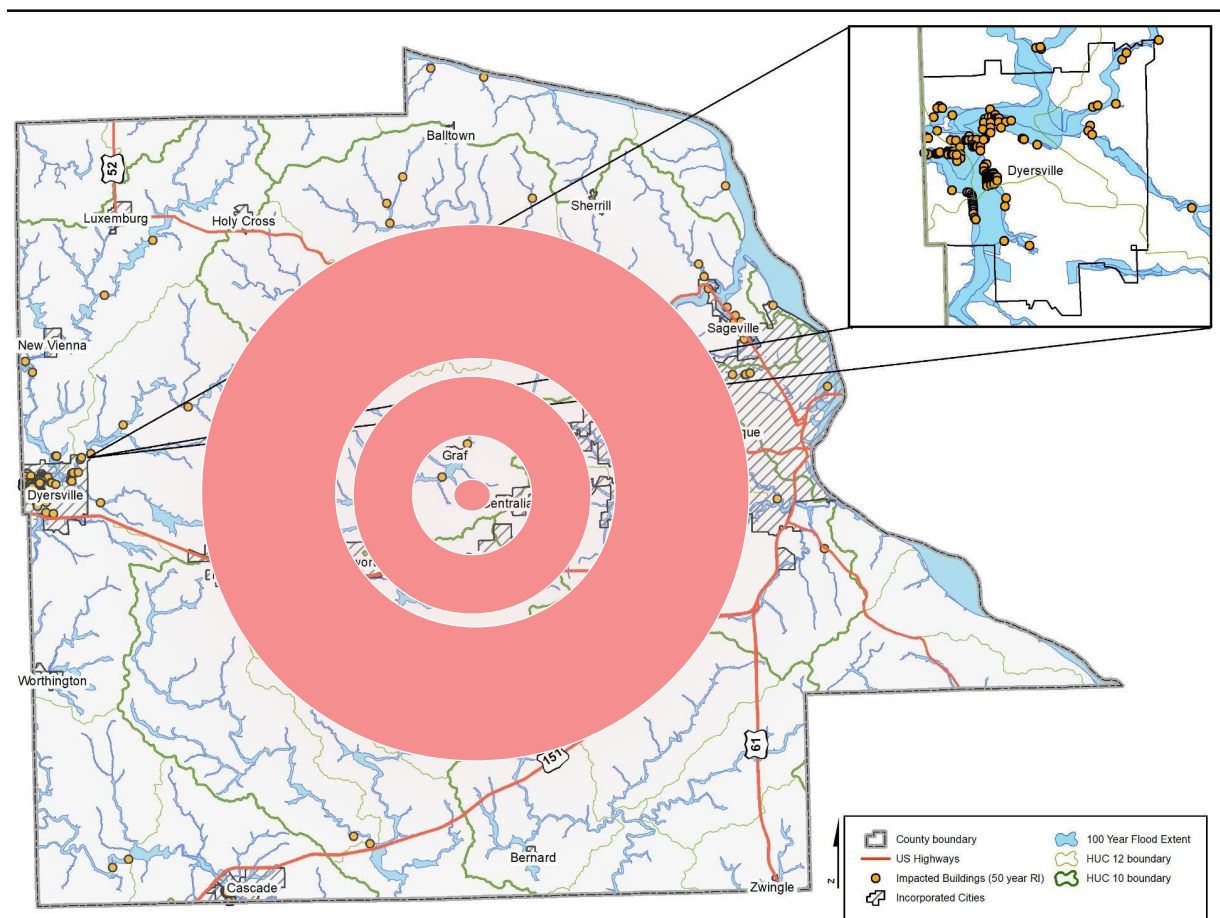 52
Balltown
Luxemburg
Holy Cross
Sherrill
Dyersville
New Vienna
Sageville
Graf
Dyersville
Centralia
Worthington
151
61
Bernard
Cascade
Zwingle
County boundary
US Highways
Impacted Buildings (50 year RI)
Incorporated Cities
100 Year Flood Extent
HUC 12 boundary
HUC 10 boundary
z